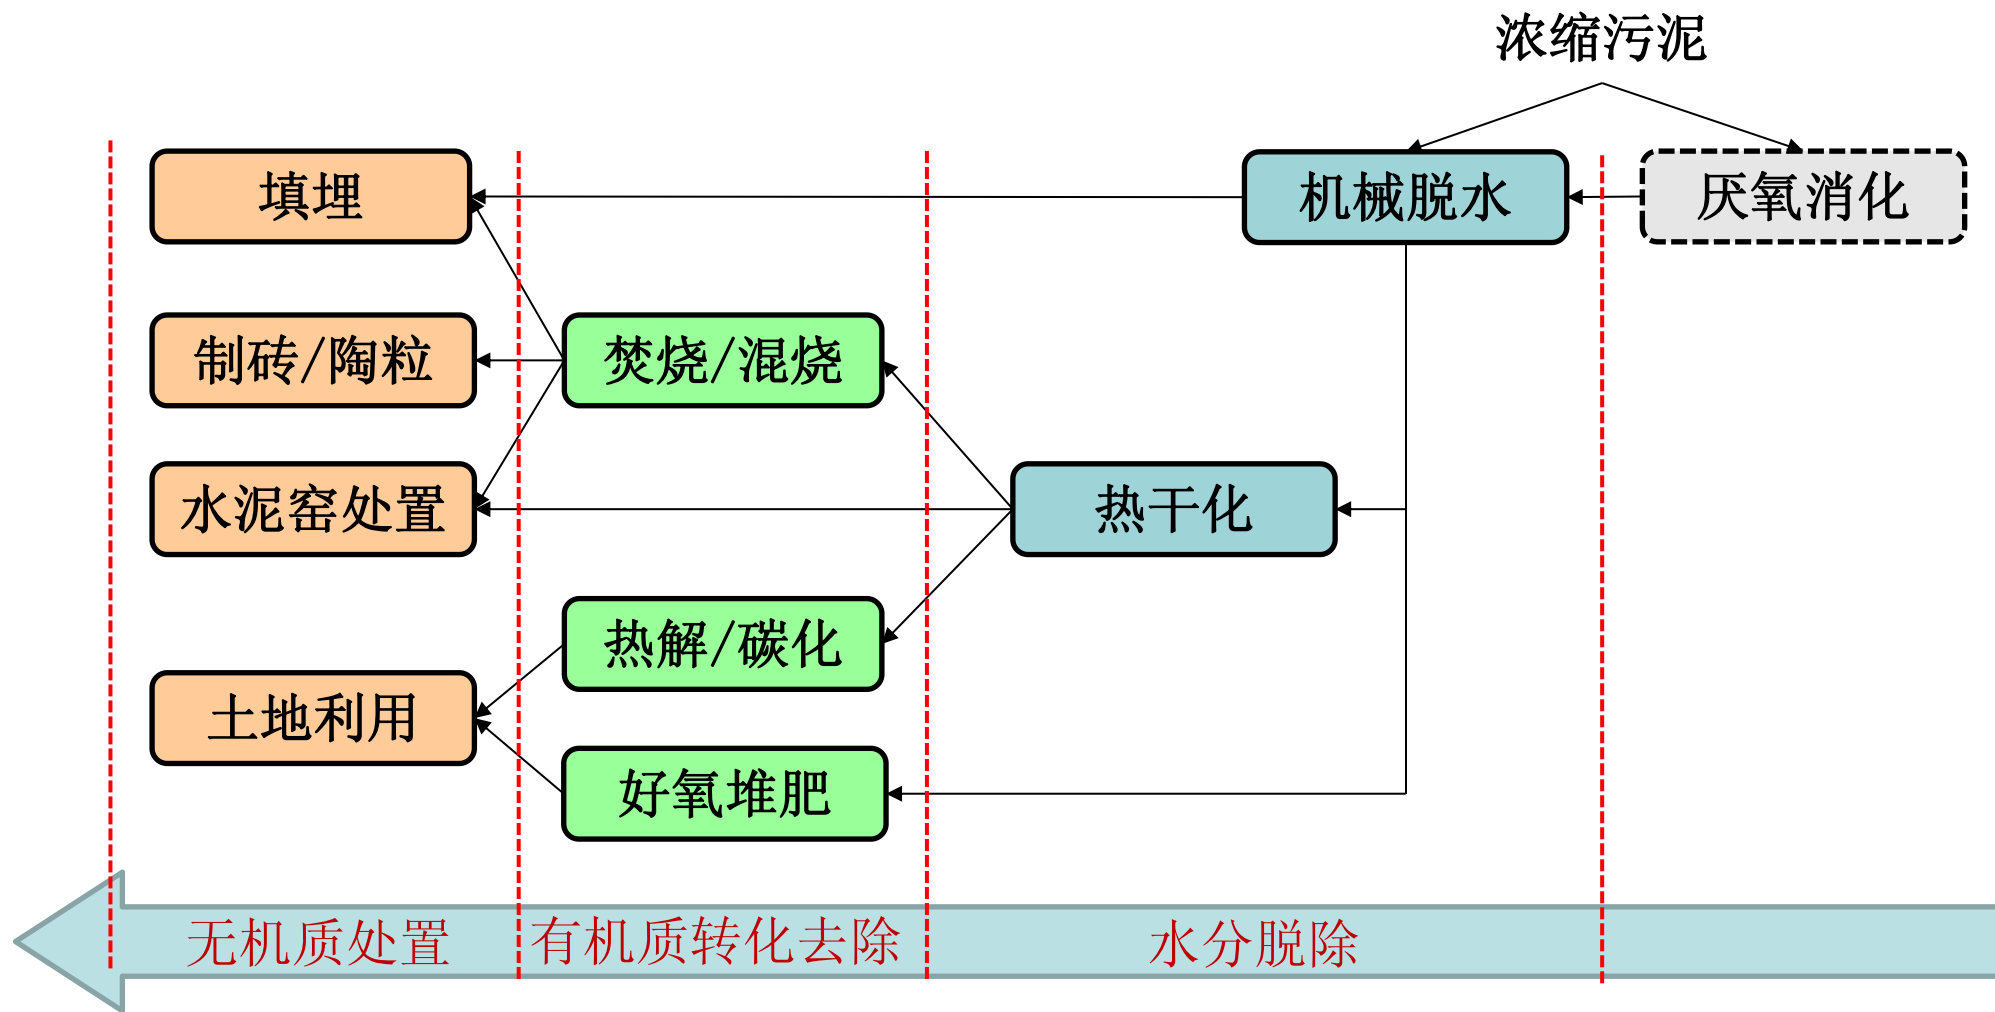 浓缩污泥
填埋
机械脱水
厌氧消化
制砖/陶粒
焚烧/混烧
水泥窑处置
热干化
热解/碳化
土地利用
好氧堆肥
无机质处置
有机质转化去除
水分脱除